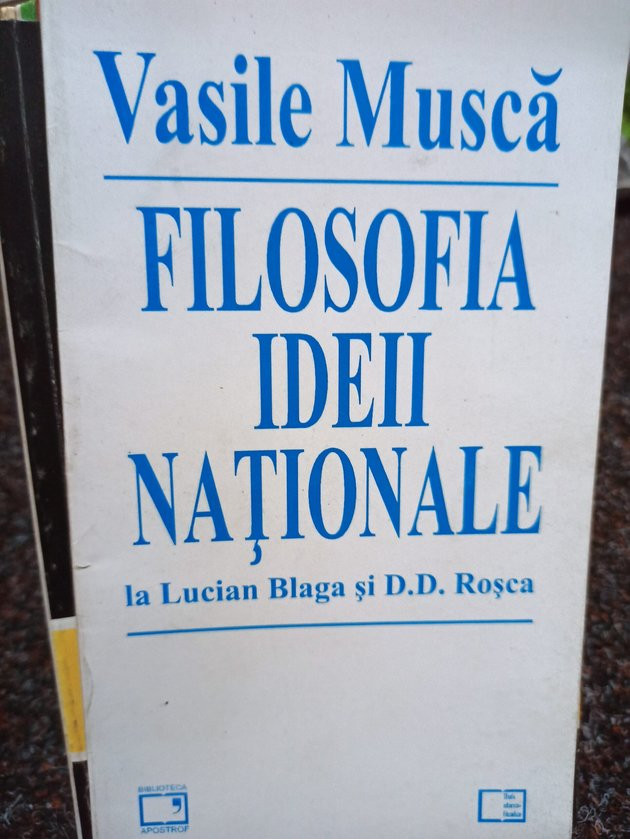 Vasile Muscă
FILOSOFIA
IDEII
NAŢIONALE
la Lucian Blaga şi D.D. Roşca
BIBLIOTECA
APOSTROF